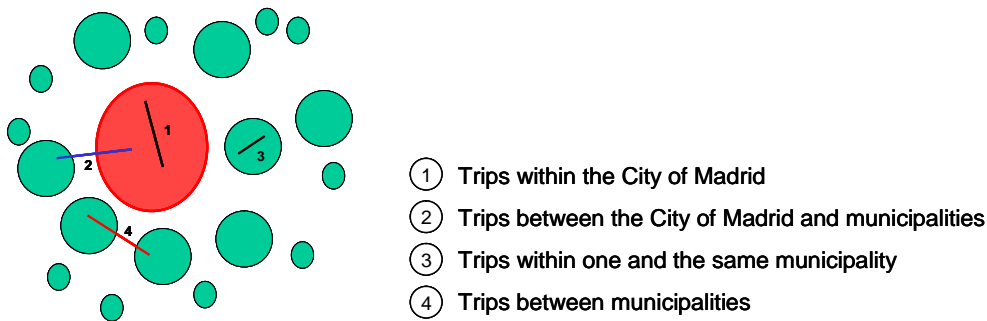 1
2
3
4
1 Trips within the City of Madrid
2 Trips between the City of Madrid and municipalities
3 Trips within one and the same municipality
4 Trips between municipalities